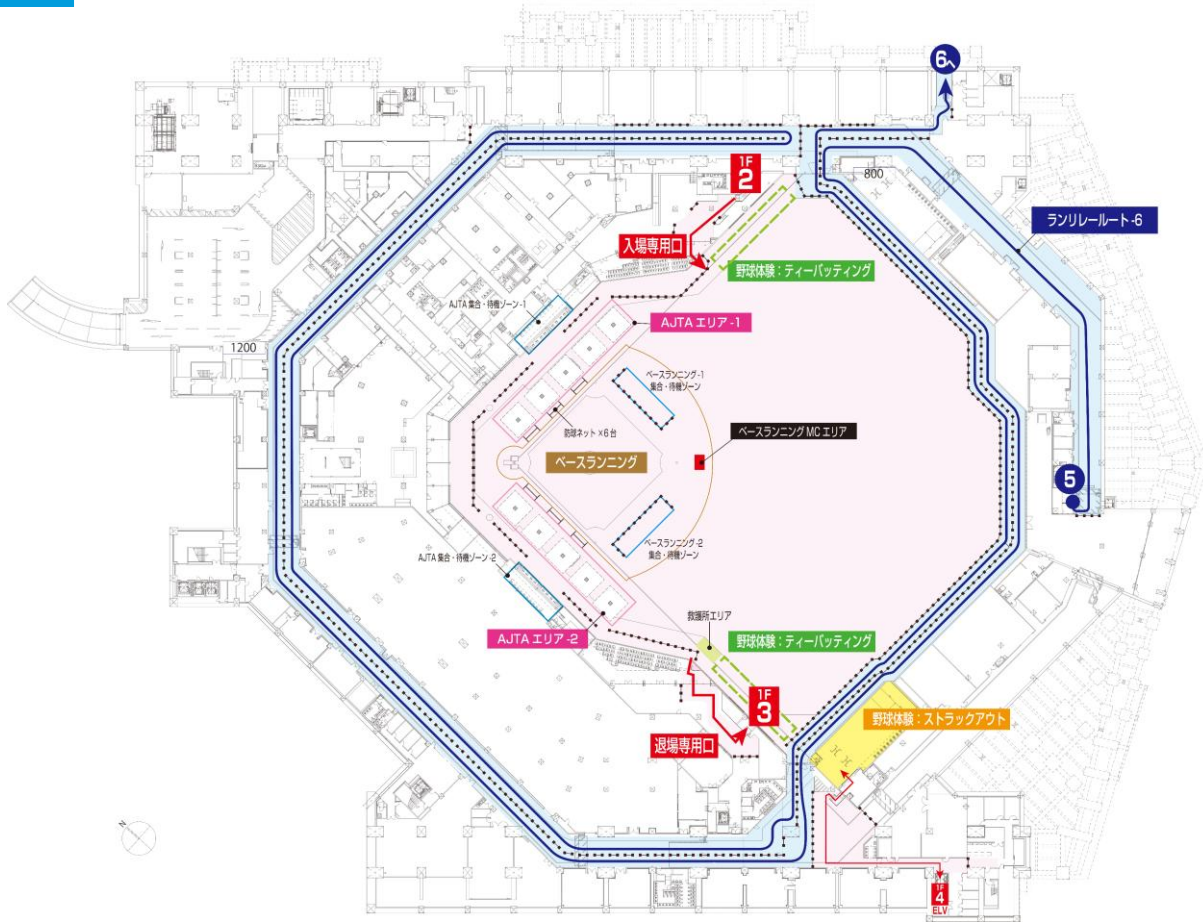 6へ
1F
2
800
ランリレールート-6
入場専用口
野球体験：ティーバッティング
AJTA 集合・待機ゾーン -1
AJTA エリア -1
1200
ベースランニング-1
集合・待機ゾーン
防球ネット×6台
ベースランニング MC エリア
ベースランニング
5
ベースランニング-2
集合・待機ゾーン
AJTA 集合・待機ゾーン -2
救護所エリア
AJTA エリア -2
野球体験：ティーバッティング
1F
3
野球体験：ストラックアウト
退場専用口
N
1F
4
ELV